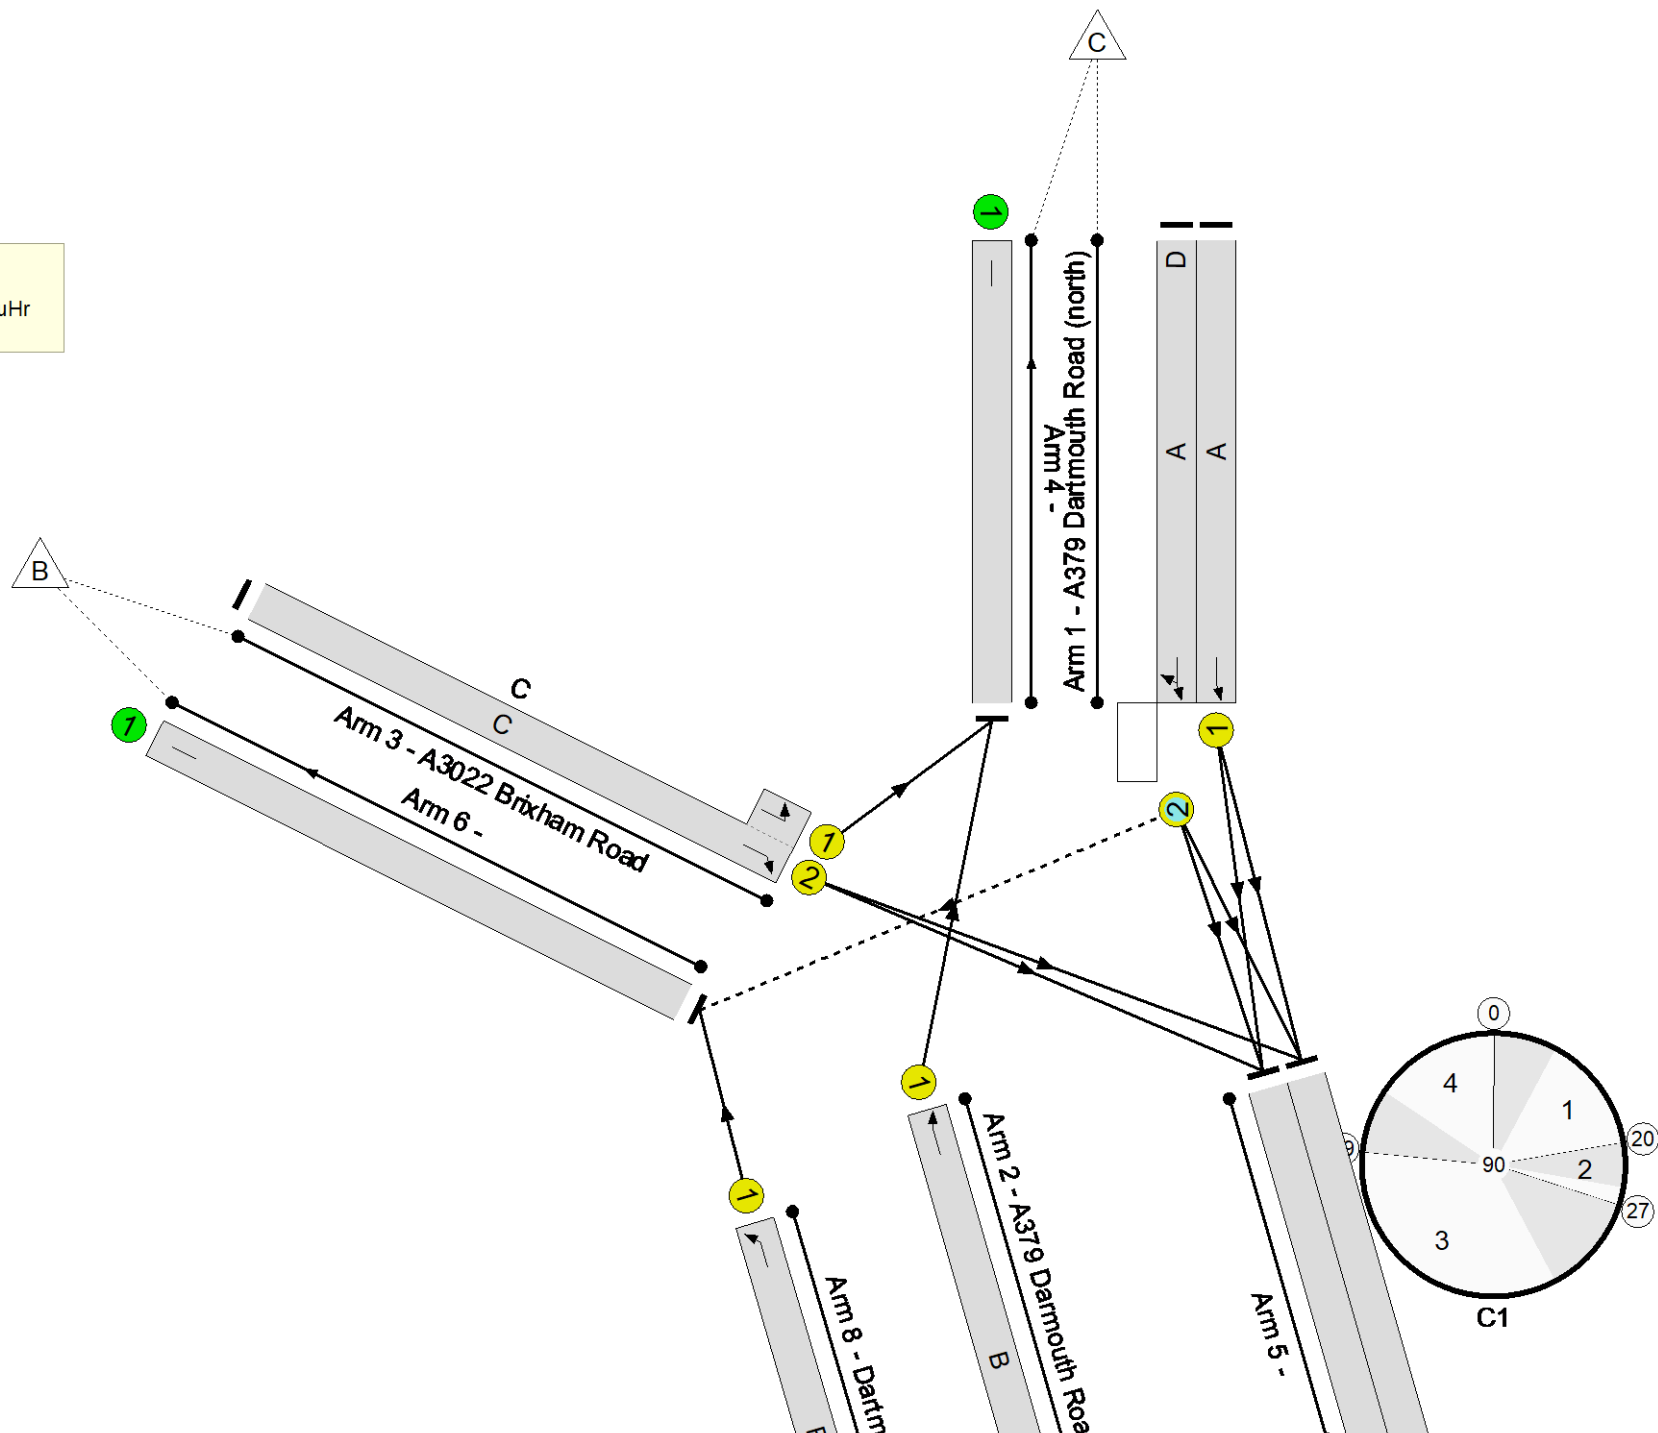 C
1
D
uHr
Arm 1 - A379 Dartmouth Road (north)
Arm 4 -
A
A
B
C
C
1
Arm 3 - A3022 Brixham Road
Arm 6 -
1
2
1
2
0
4
1
20
9
90
2
27
3
C1
1
Arm 2 - A379 Darmouth Roa
1
Arm 8 - Dartm
Arm 5 -
B